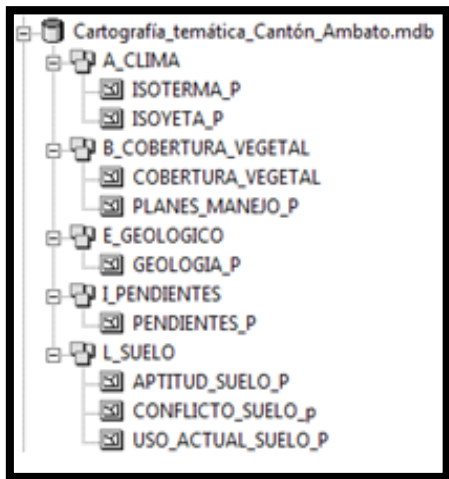 Cartografía_temática_Cantón_Ambato.mdb
A_CLIMA
ISOTERMA_P
ISOYETA_P
B_COBERTURA_VEGETAL
COBERTURA_VEGETAL
PLANES_MANEJO_P
E_GEOLOGICO
GEOLOGIA_P
I_PENDIENTES
PENDIENTES_P
L_SUELO
APTITUD_SUELO_P
CONFLICTO_SUELO_p
USO_ACTUAL_SUELO_P